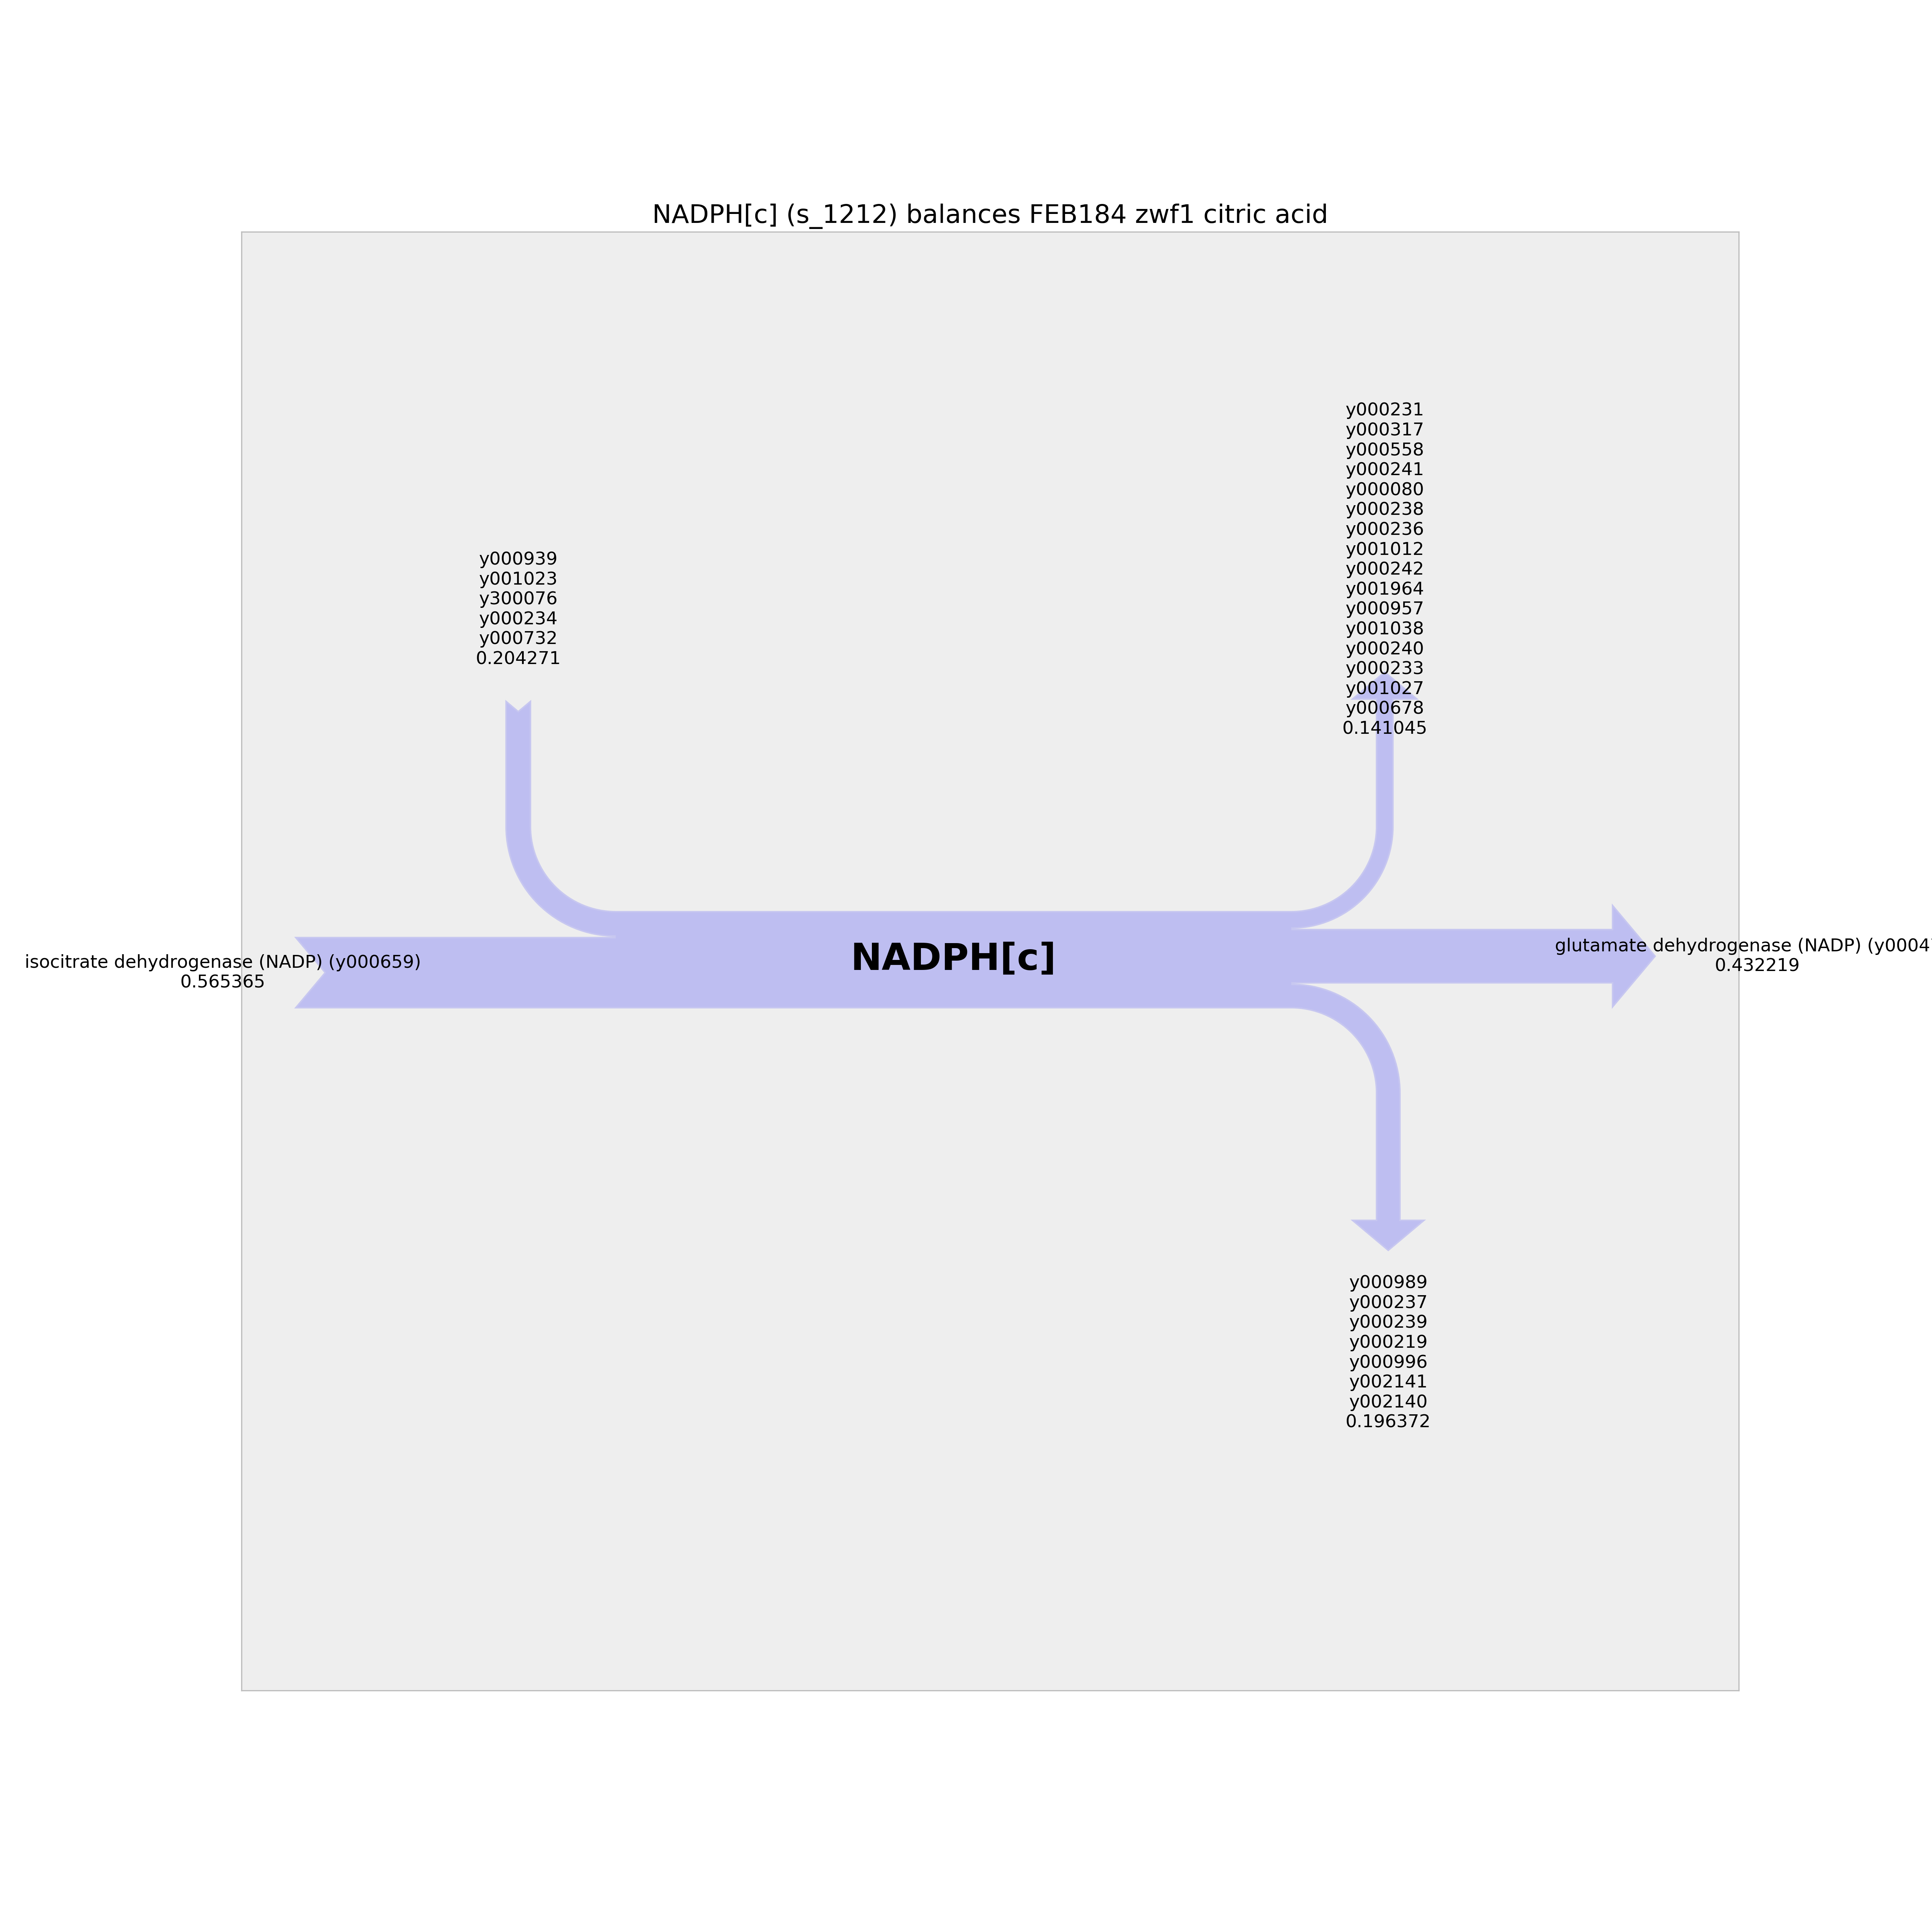 NADPH[c] (s_1212) balances FEB184 zwf1 citric acid
y000231
y000317
y000558
y000241
y000080
y000238
y000236
y001012
y000242
y001964
y000957
y001038
y000240
y000233
y001027
y000678
0.141045
y000939
y001023
y300076
y000234
y000732
0.204271
isocitrate dehydrogenase (NADP) (y000659)
0.565365
NADPH[c]
glutamate dehydrogenase (NADP) (y0004
0.432219
y000989
y000237
y000239
y000219
y000996
y002141
y002140
0.196372